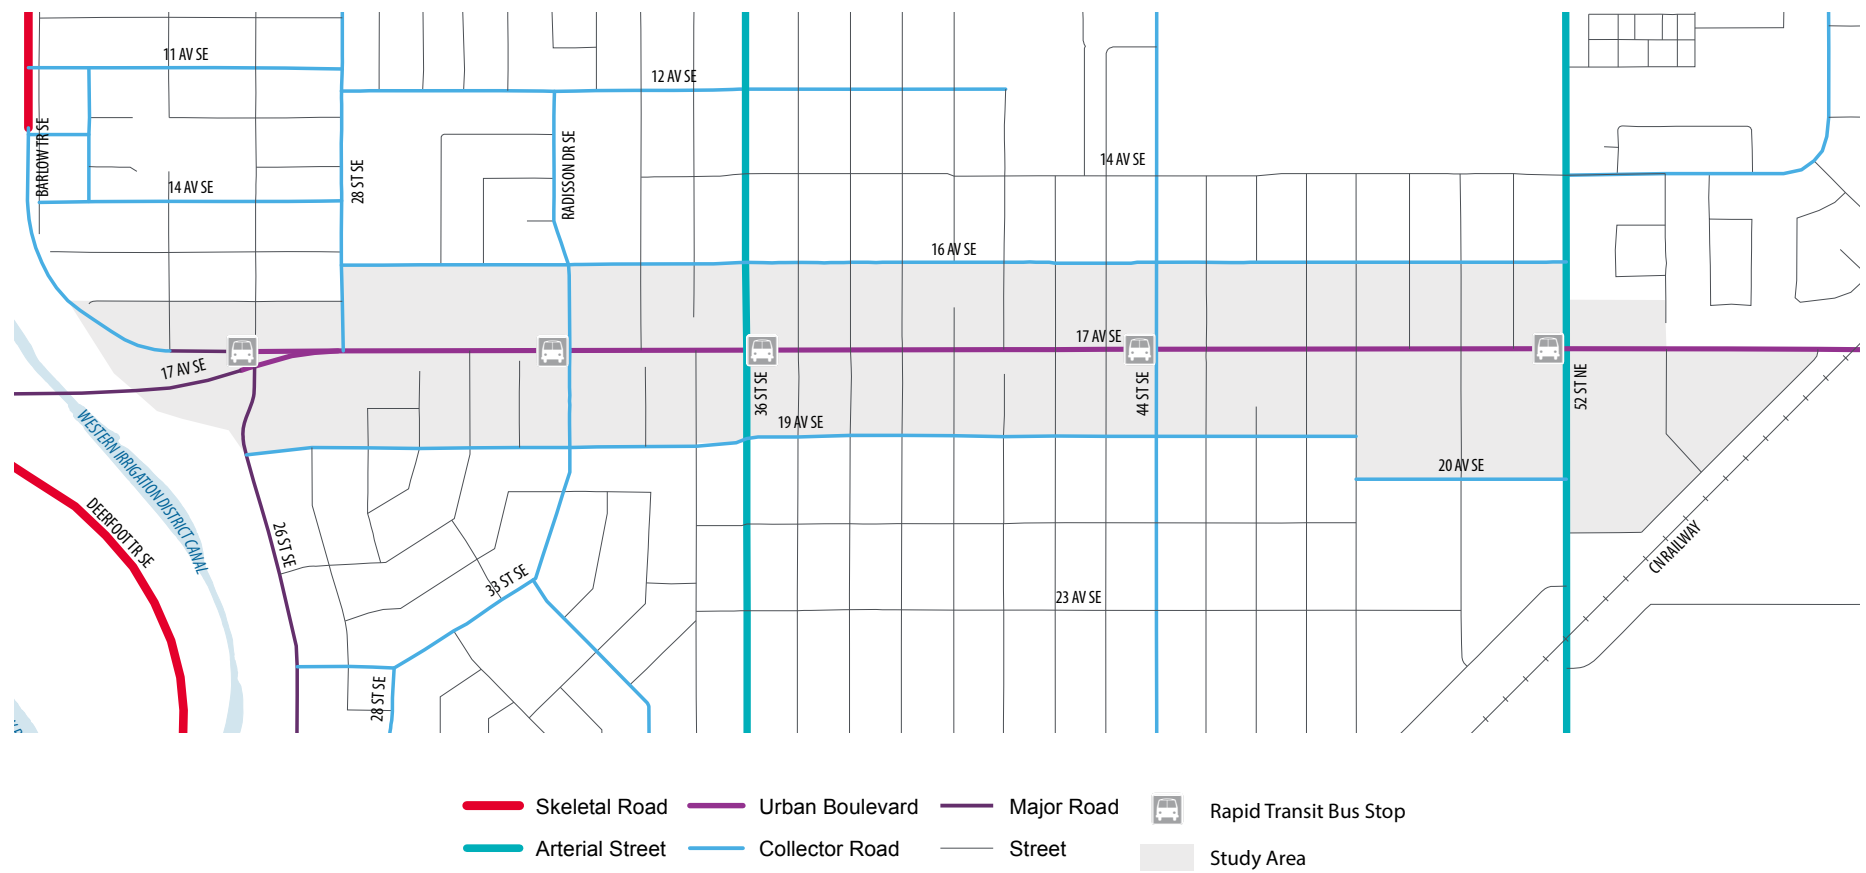 11 AV SE
12 AV SE
BARLOW TR SE
28 ST SE
RADISSON DR SE
14 AV SE
14 AV SE
16 AV SE
17 AV SE
17 AV SE
36 ST SE
44 ST SE
52 ST NE
19 AV SE
20 AV SE
WESTERN IRRIGATION DISTRICT CANAL
DEERFOOT TR SE
26 ST SE
33 ST SE
CN RAILWAY
23 AV SE
28 ST SE
Skeletal Road
Urban Boulevard
Major Road
Rapid Transit Bus Stop
Arterial Street
Collector Road
Street
Study Area